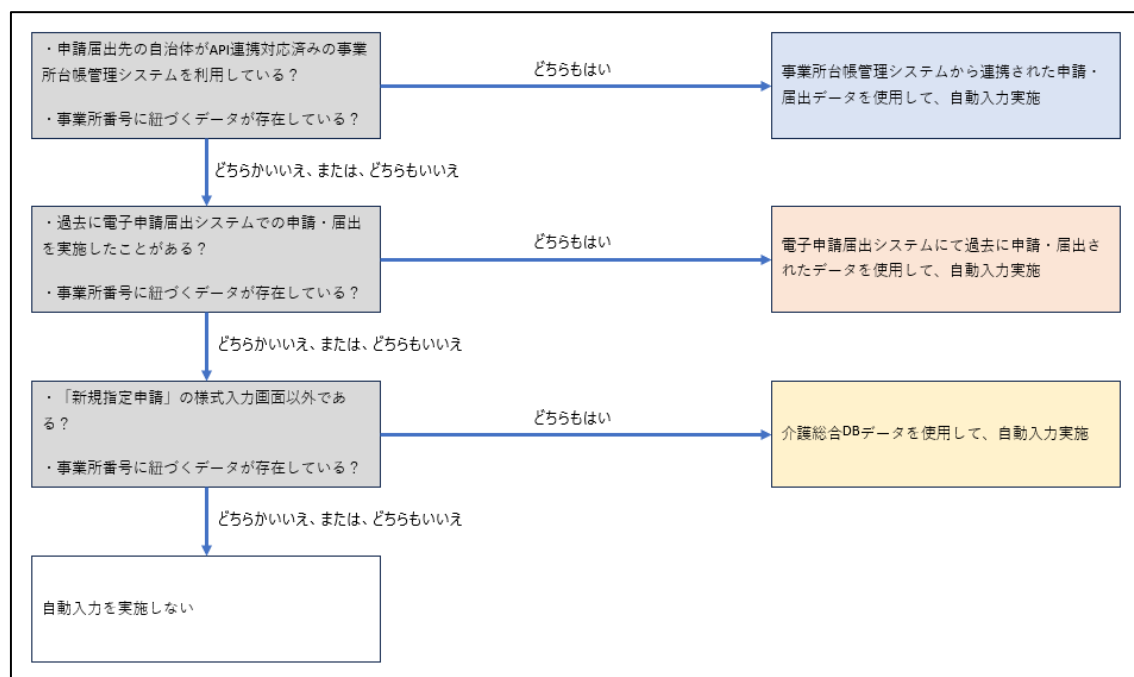 ・申請届出先の自治体がAPI連携対応済みの事業
所台帳管理システムを利用している？
・事業所番号に紐づくデータが存在している？
どちらもはい
事業所台帳管理システムから連携された申請・
届出データを使用して、自動入力実施
どちらかいいえ、または、どちらもいいえ
・過去に電子申請届出システムでの申請・届出
を実施したことがある？
・事業所番号に紐づくデータが存在している？
どちらもはい
電子申請届出システムにて過去に申請・届出さ
れたデータを使用して、自動入力実施
どちらかいいえ、または、どちらもいいえ
・「新規指定申請」の様式入力画面以外であ
る？
・事業所番号に紐づくデータが存在している？
どちらもはい
介護総合DBデータを使用して、自動入力実施
どちらかいいえ、または、どちらもいいえ
自動入力を実施しない